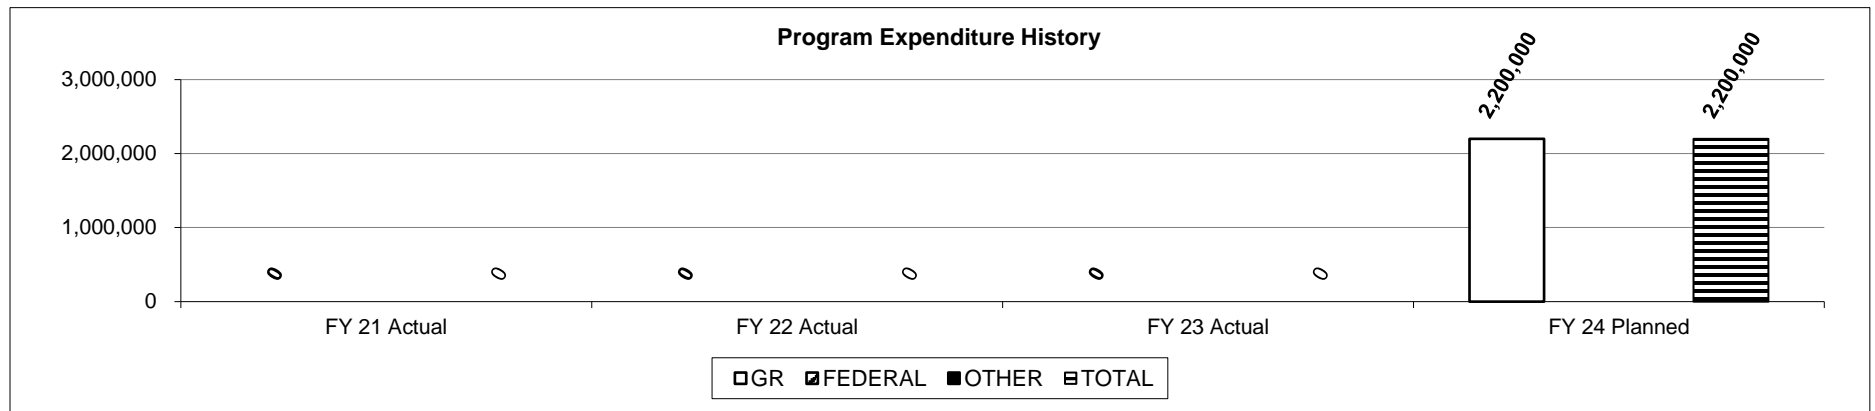 Program Expenditure History
2,200,000 2,200,000
3,000,000
2,000,000
1,000,000
0 0 0 0 0 0
0
FY 21 Actual FY 22 Actual FY 23 Actual FY 24 Planned
GR FEDERAL OTHER TOTAL